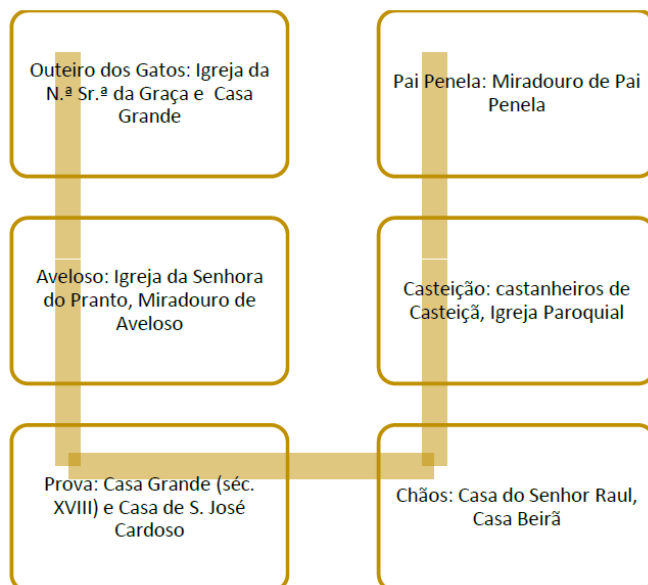 Outeiro dos Gatos: Igreja da
N.ª Sr.ª da Graça e  Casa
Grande
Aveloso: Igreja da Senhora
do Pranto, Miradouro de
Aveloso
Prova: Casa Grande (séc.
XVIII) e Casa de S. José
Cardoso
Chãos: Casa do Senhor Raul,
Casa Beirã
Casteição: castanheiros de
Casteiçã, Igreja Paroquial
Pai Penela: Miradouro de Pai
Penela